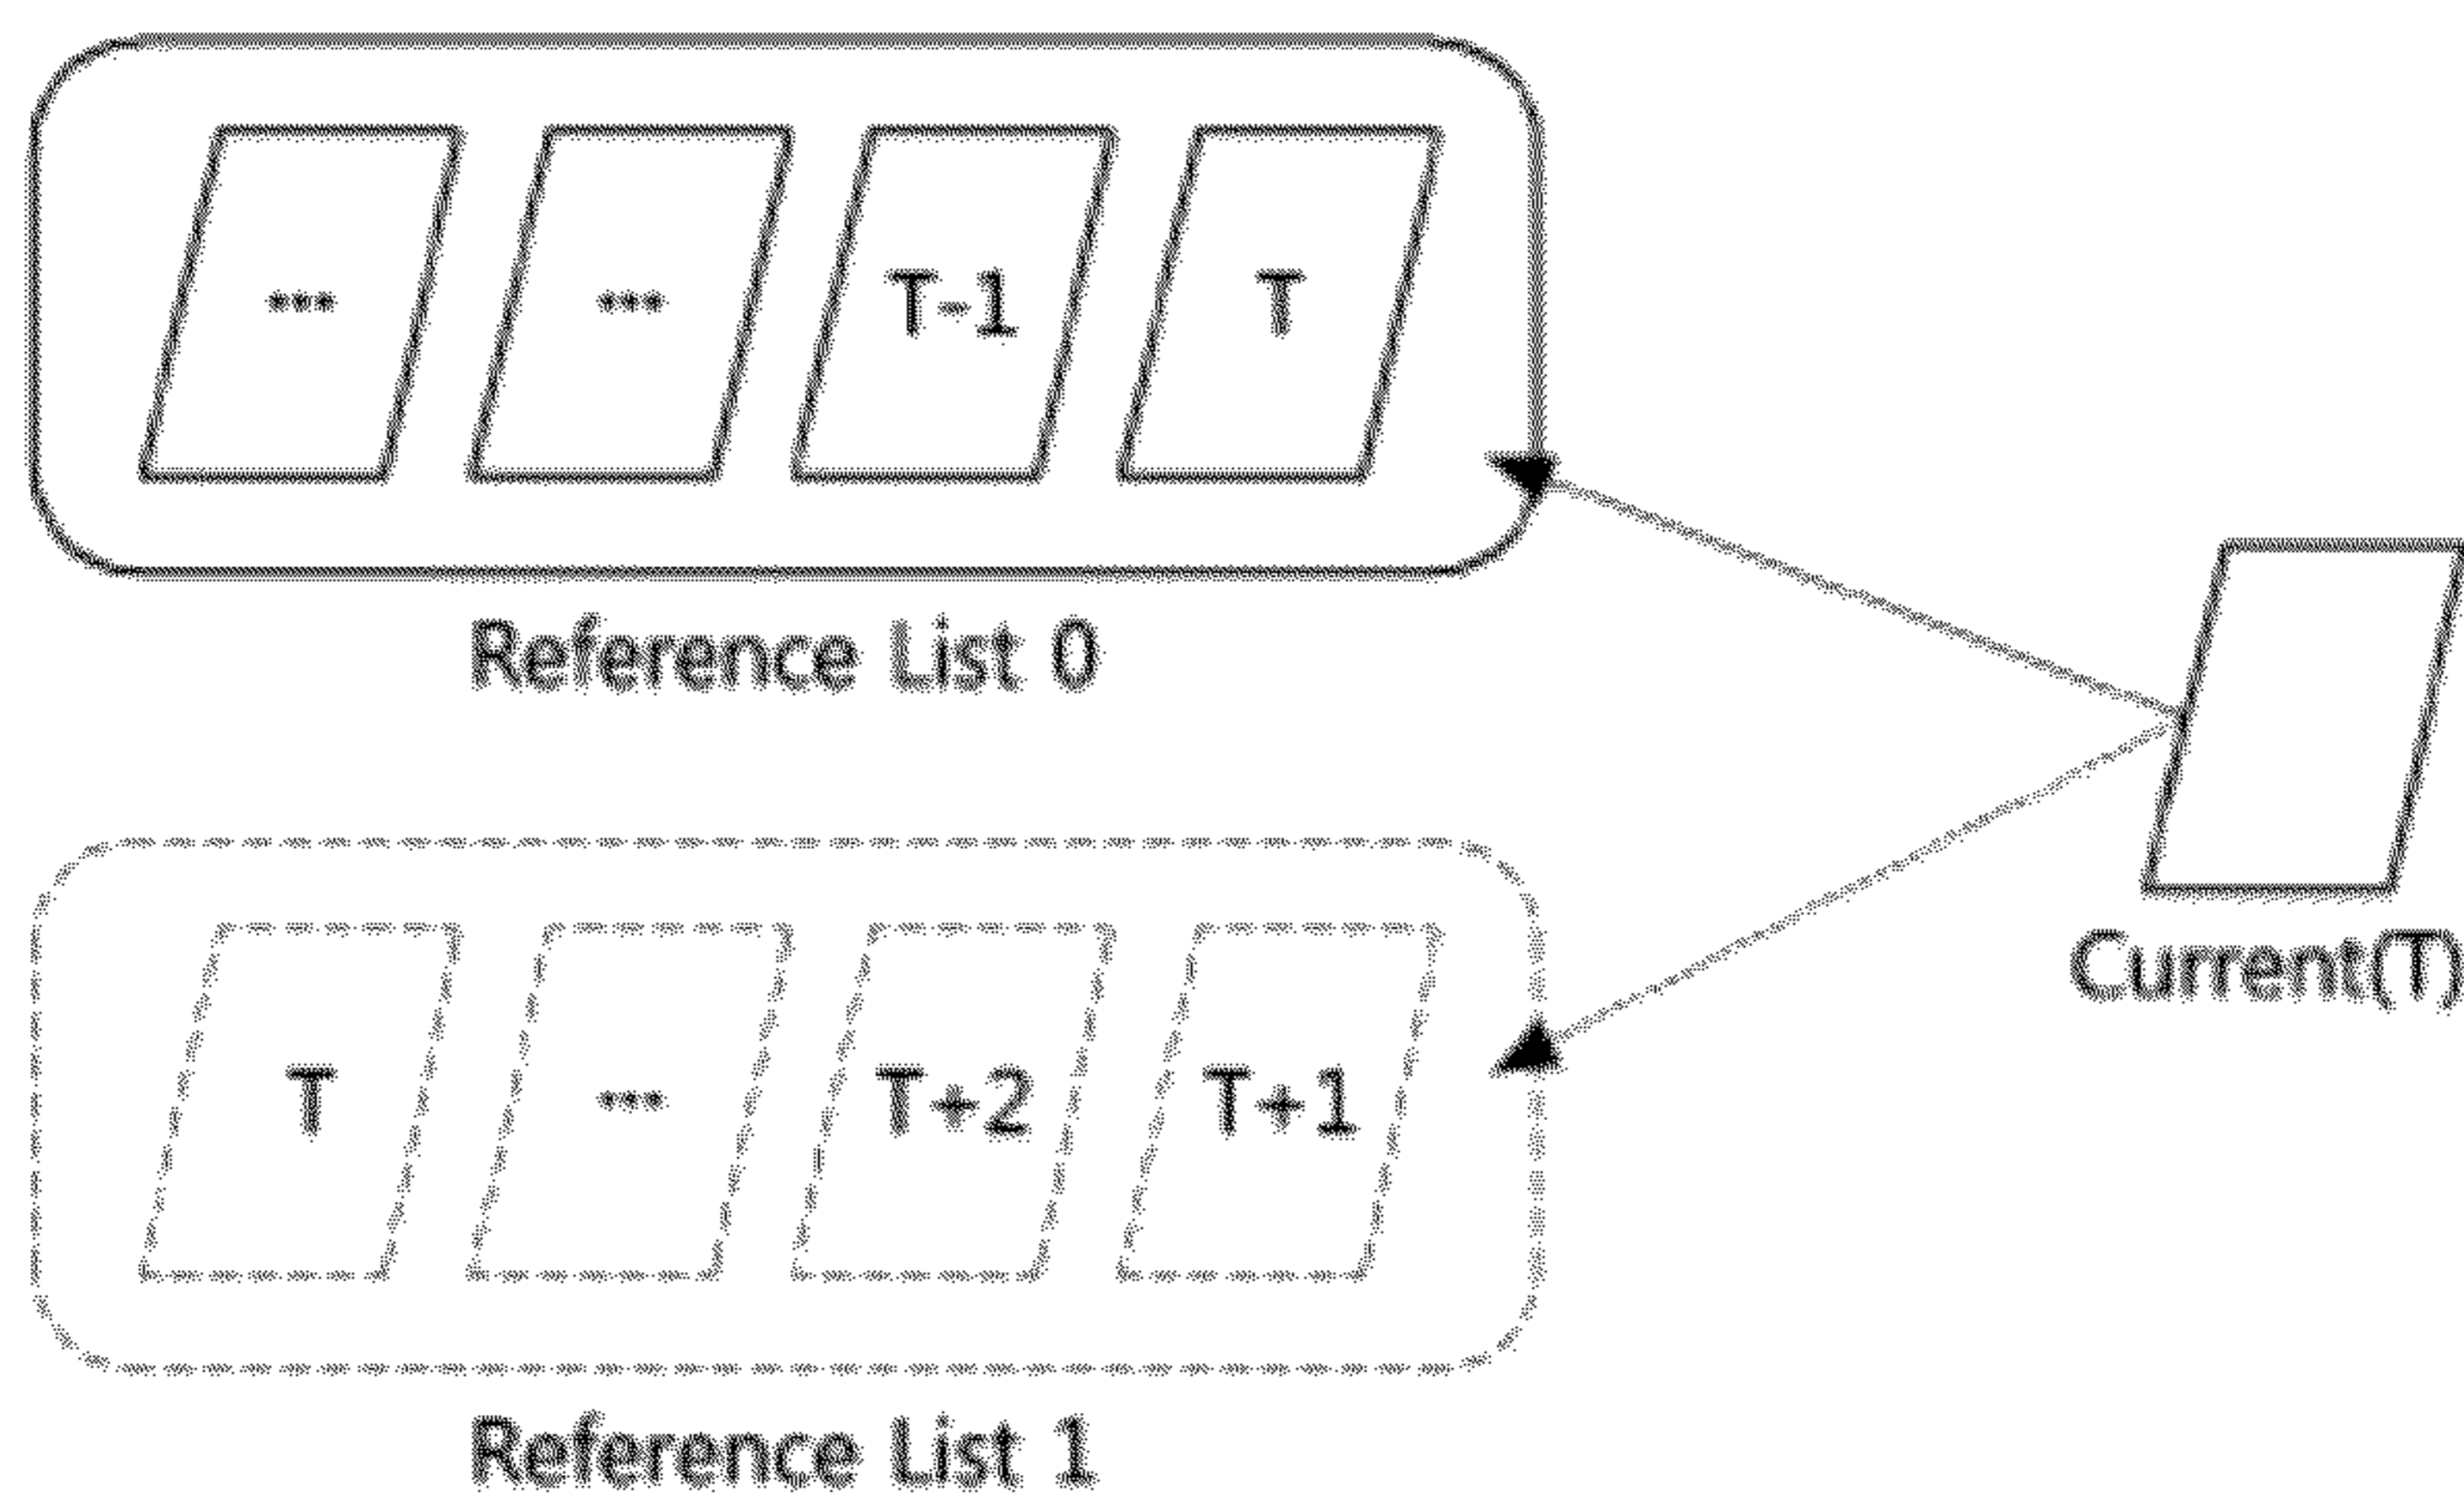 ... ... T-1 T
Reference List 0
Current(T)
T ... T+2 T+1
Reference List 1